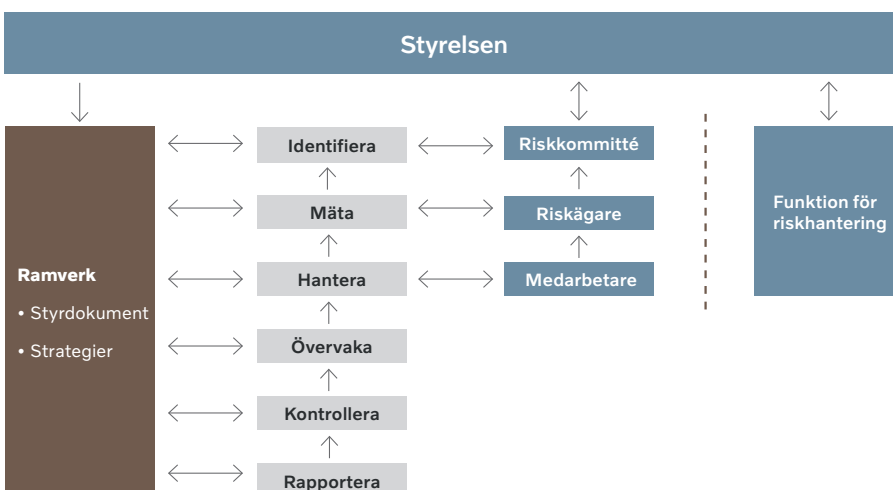 Styrelsen
Ramverk
• Styrdokument
• Strategier
Identifiera
Mäta
Hantera
Övervaka
Kontrollera
Rapportera
Riskkommitté
Riskägare
Medarbetare
Funktion för
riskhantering